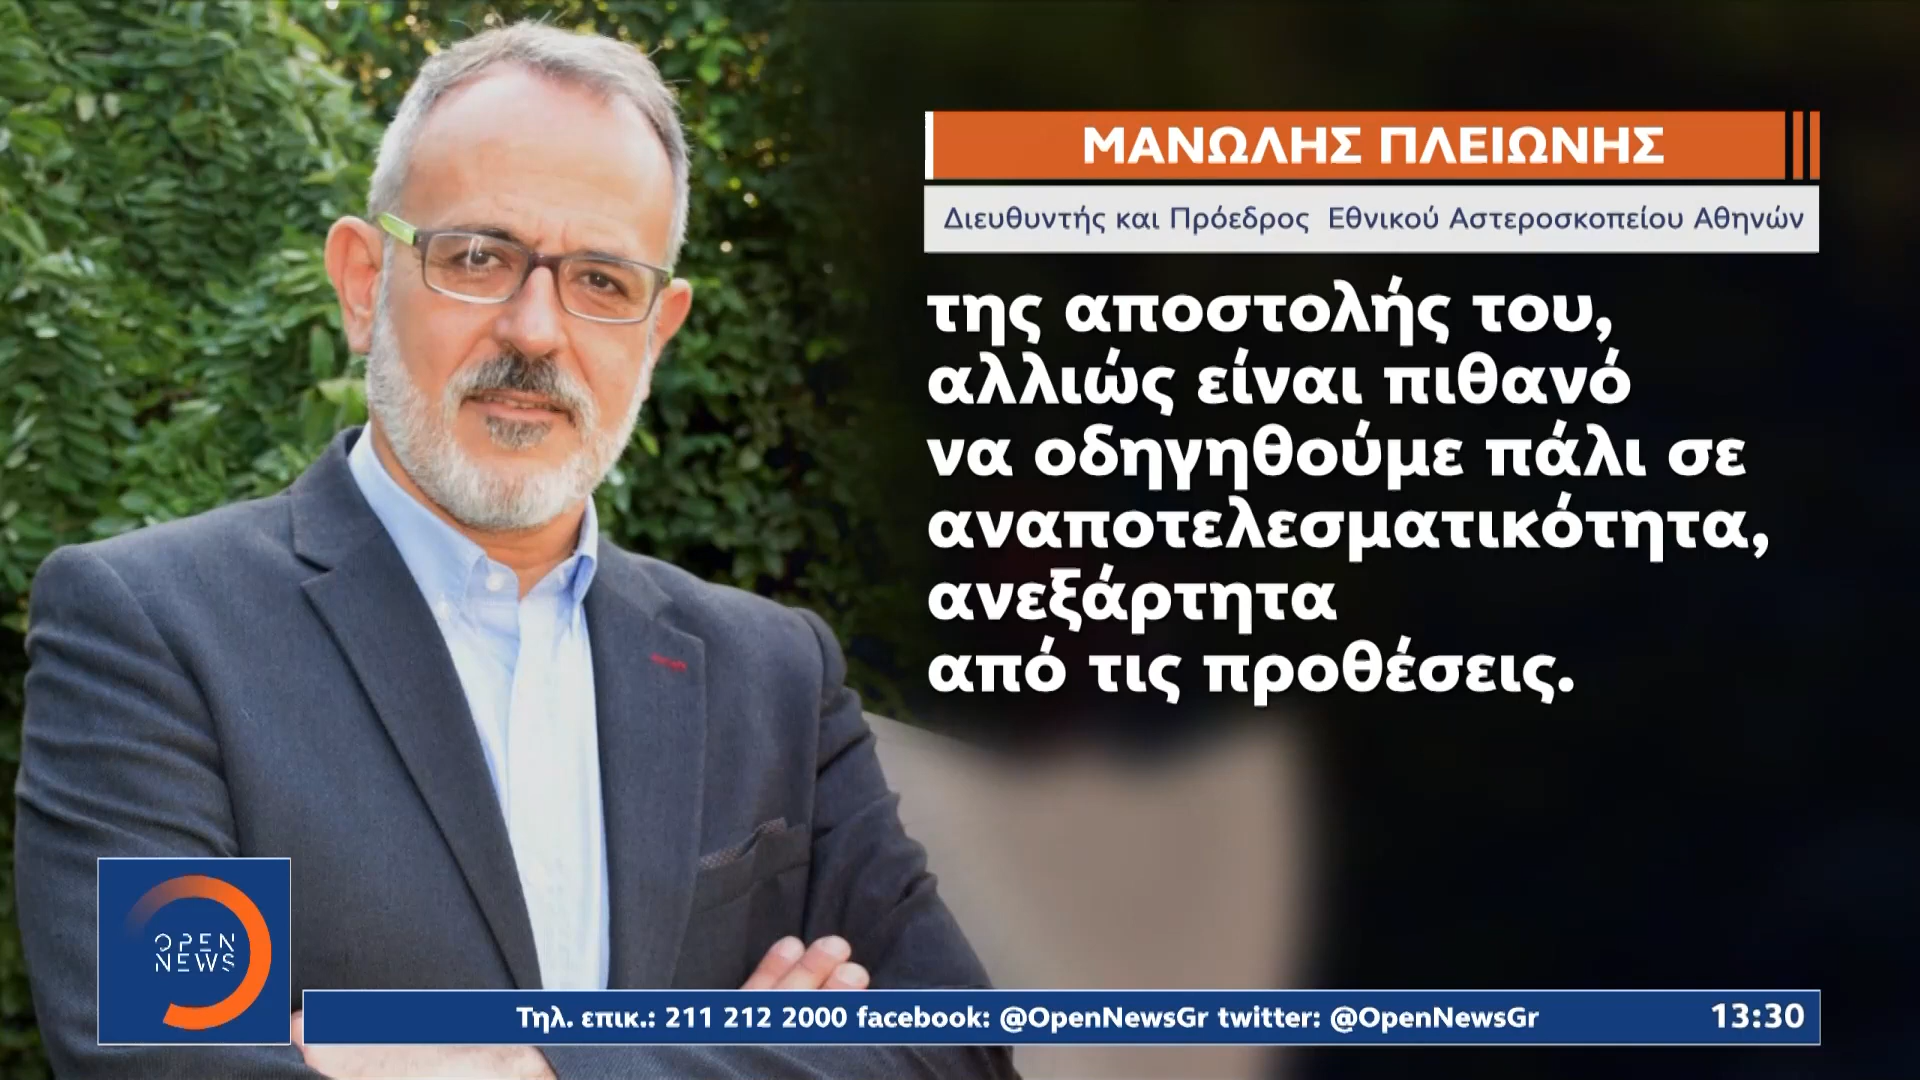 ΜΑΝΩΛΗΣ ΠΛΕΙΩΝΗΣ
Διευθυντής και Πρόεδρος Εθνικού Αστεροσκοπείου Αθηνών
της αποστολής του,
αλλιώς είναι πιθανό
να οδηγηθούμε πάλι σε
αναποτελεσματικότητα,
ανεξάρτητα
από τις προθέσεις.
OPEN
NEWS
Τηλ. επικ.: 211 212 2000 facebook: @OpenNewsGr twitter: @OpenNewsGr
13:30